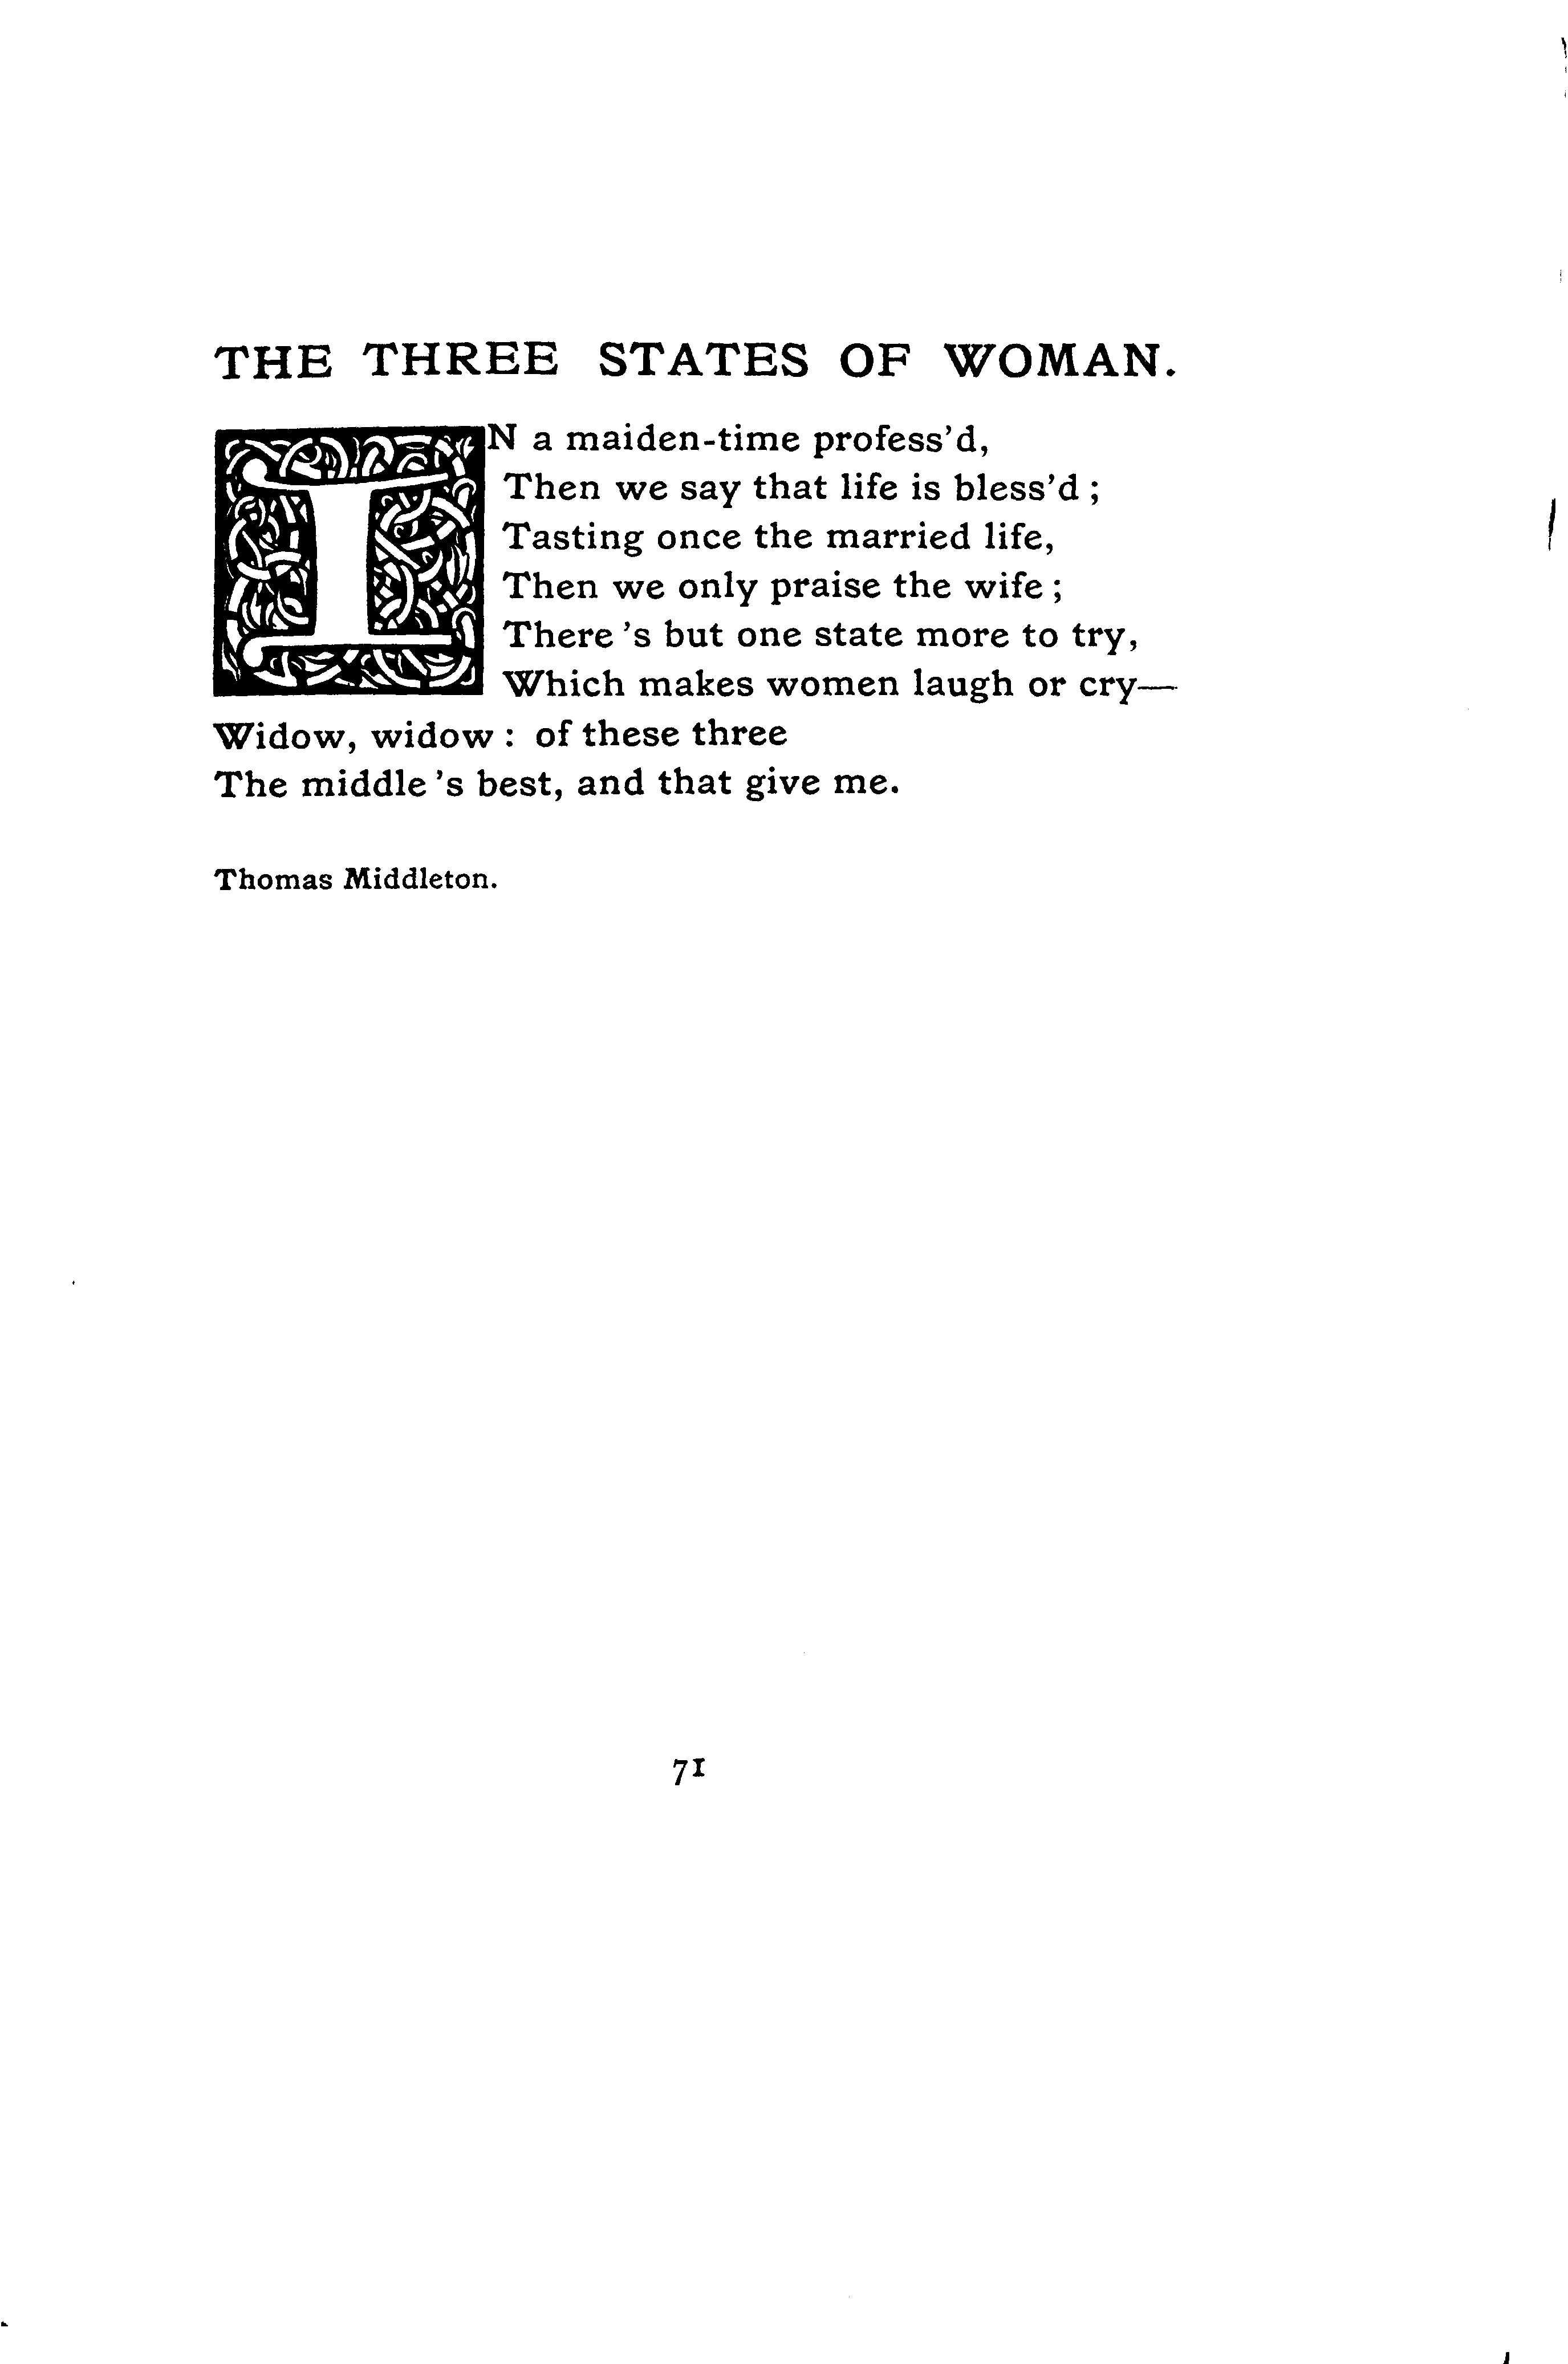 THE THREE STATES OF WOMAN.
IN a maiden-time profess'd,
Then we say that life is bless'd ;
Tasting once the married life,
Then we only praise the wife ;
There 's but one state more to try,
Which makes women laugh or cry—
Widow, widow : of these three
The middle 's best, and that give me.
Thomas Middleton.
71